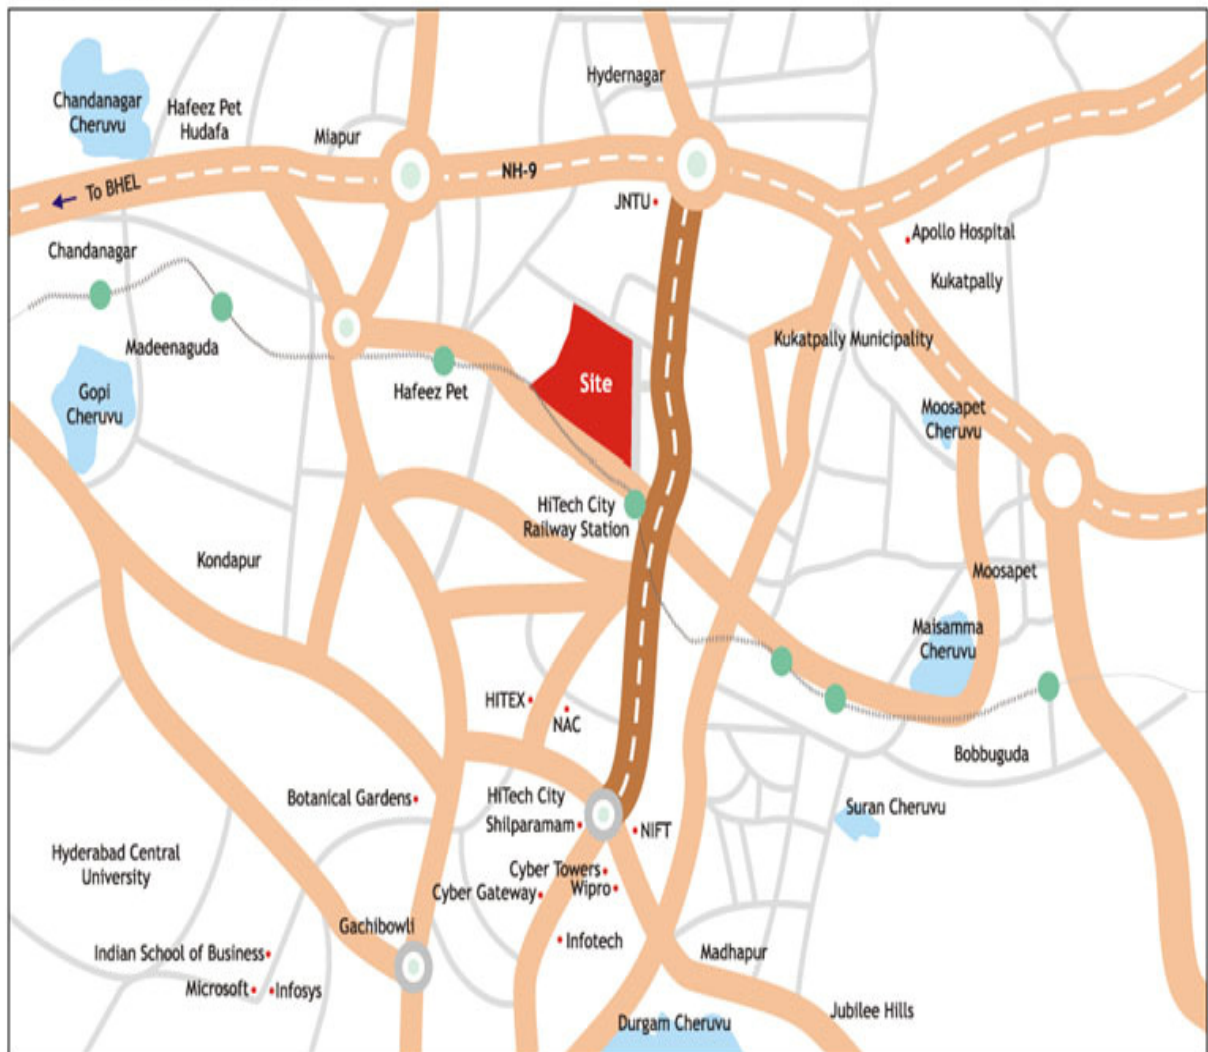 Hydernagar
Chandanagar
Cheruvu
Hafeez Pet
Hudafa
Miapur
NH-9
To BHEL
JNTU
Apollo Hospital
Chandanagar
Kukatpally
Madeenaguda
Kukatpally Municipality
Site
Hafeez Pet
Gopi
Cheruvu
Moosapet
Cheruvu
HiTech City
Railway Station
Kondapur
Moosapet
Maisamma
Cheruvu
HITEX
NAC
Bobbuguda
Botanical Gardens
HiTech City
Shilparamam
NIFT
Suran Cheruvu
Hyderabad Central
University
Cyber Towers
Cyber Gateway
Wipro
Gachibowli
Infotech
Indian School of Business
Madhapur
Microsoft
Infosys
Jubilee Hills
Durgam Cheruvu